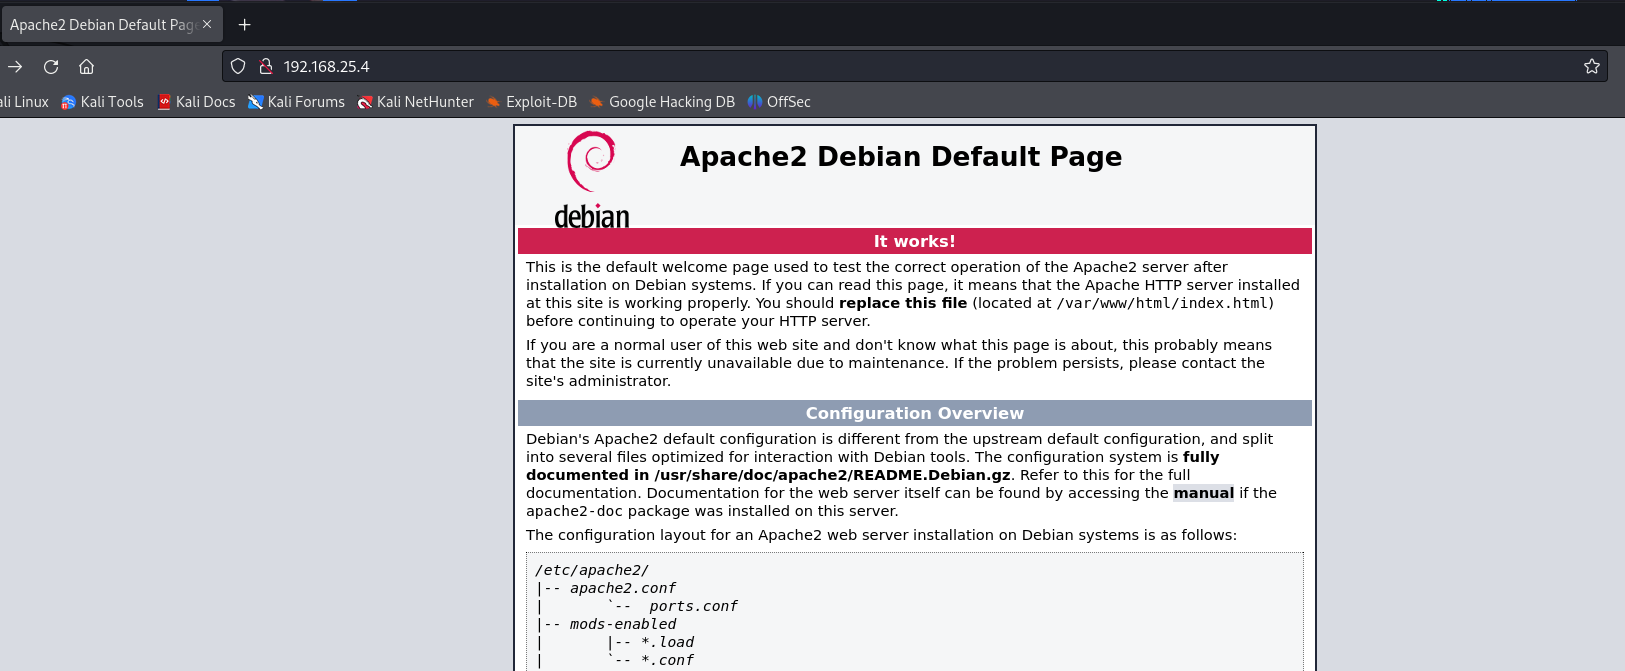 Apache2 Debian Default Pag
192.168.25.4
ali Linux Kali Tools Kali Docs Kali Forums Kali NetHunter Exploit-DB Google Hacking DB OffSec
debian
Apache2 Debian Default Page
It works!
This is the default welcome page used to test the correct operation of the Apache2 server after
installation on Debian systems. If you can read this page, it means that the Apache HTTP server installed
at this site is working properly. You should replace this file (located at /var/www/html/index.html)
before continuing to operate your HTTP server.
If you are a normal user of this web site and don't know what this page is about, this probably means
that the site is currently unavailable due to maintenance. If the problem persists, please contact the
site's administrator.
Configuration Overview
Debian's Apache2 default configuration is different from the upstream default configuration, and split
into several files optimized for interaction with Debian tools. The configuration system is fully
documented in /usr/share/doc/apache2/README.Debian.gz. Refer to this for the full
documentation. Documentation for the web server itself can be found by accessing the manual if the
apache2-doc package was installed on this server.
The configuration layout for an Apache2 web server installation on Debian systems is as follows:
/etc/apache2/
|-- apache2.conf
|       `--  ports.conf
|-- mods-enabled
|       |-- *.load
|       `-- *.conf